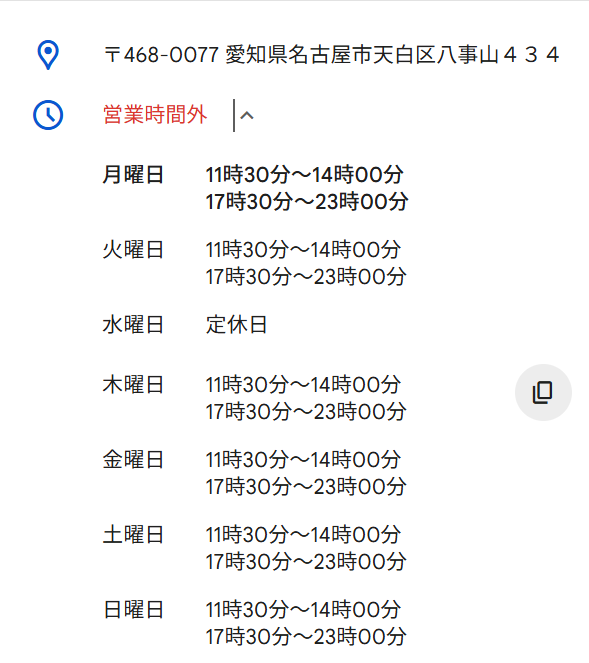 〒468-0077 愛知県名古屋市天白区八事山４３４
営業時間外
月曜日 11時30分～14時00分
17時30分～23時00分
火曜日 11時30分～14時00分
17時30分～23時00分
水曜日 定休日
木曜日 11時30分～14時00分
17時30分～23時00分
金曜日 11時30分～14時00分
17時30分～23時00分
土曜日 11時30分～14時00分
17時30分～23時00分
日曜日 11時30分～14時00分
17時30分～23時00分